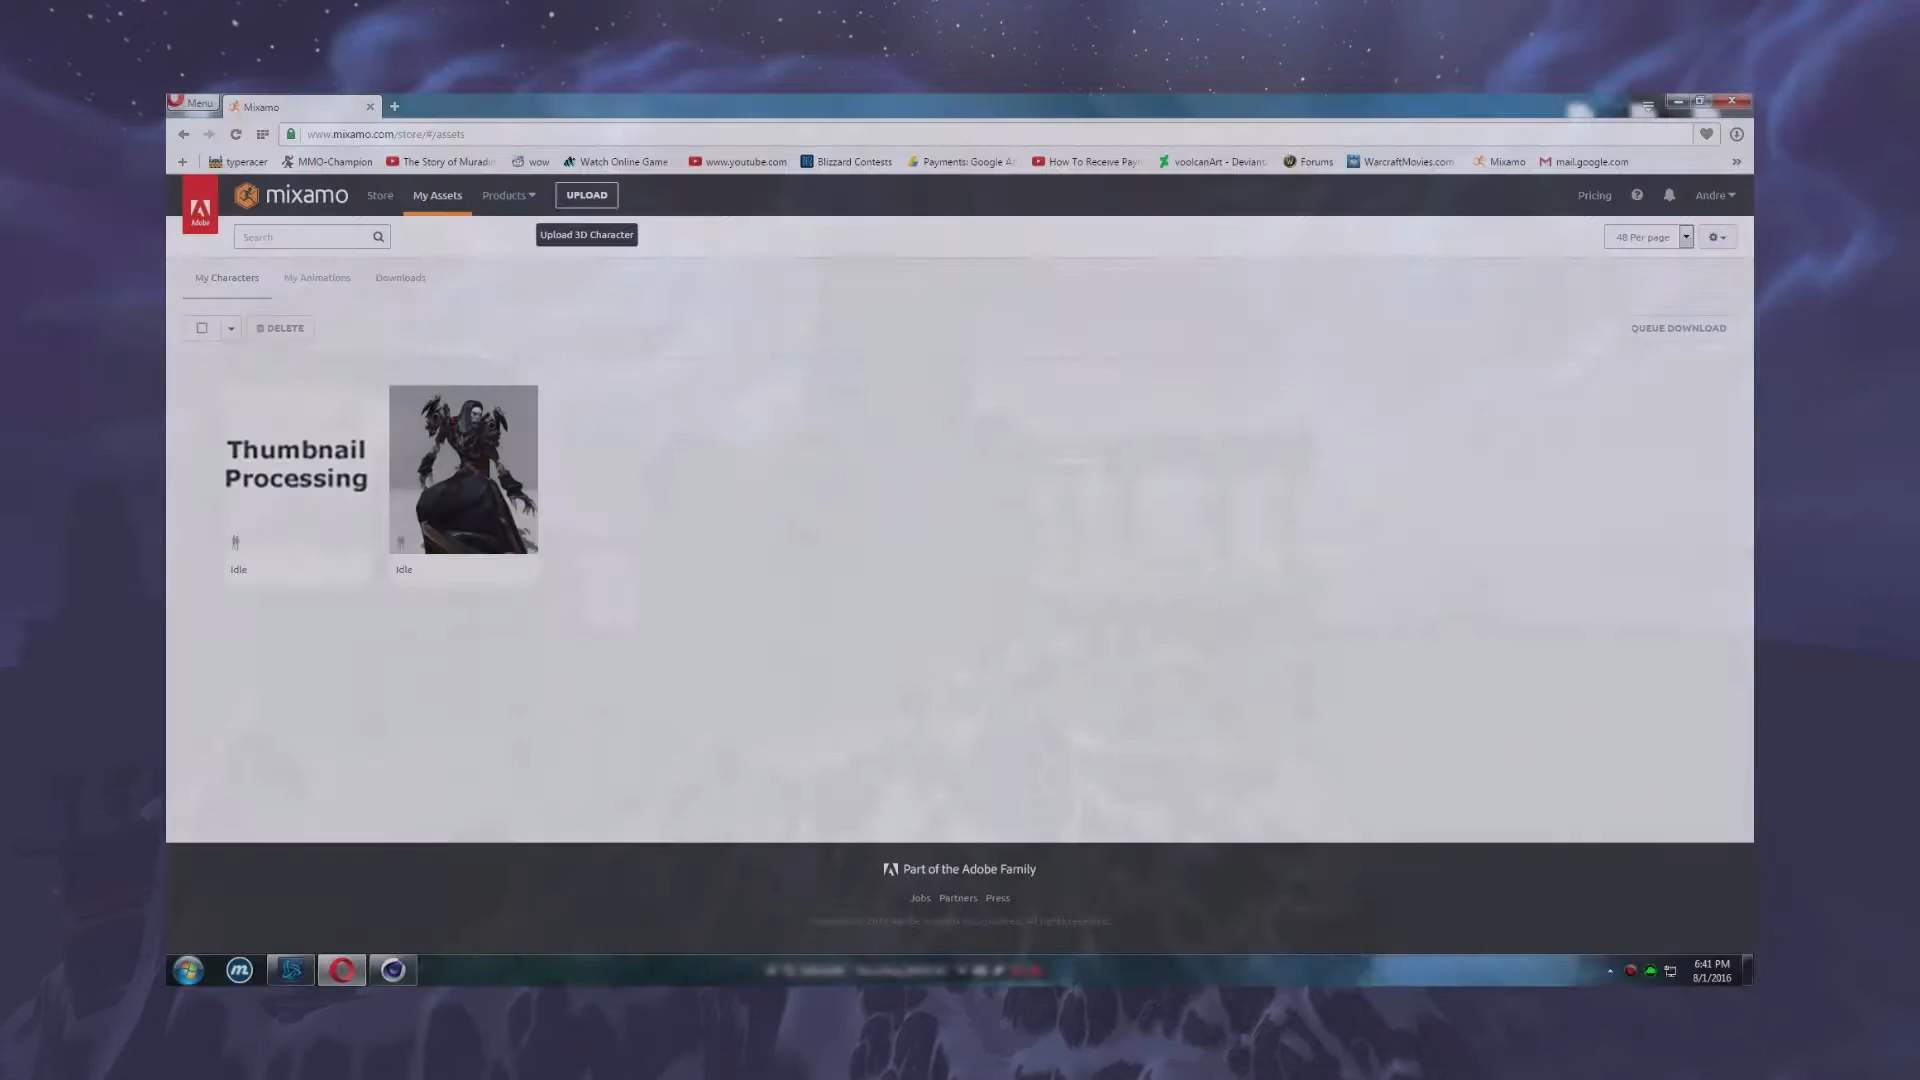 Menu
Mixamo
www.mixamo.com/store/#/assets
typeracer MMO-Champion The Story of Muradin wow Watch Online Game www.youtube.com Blizzard Contests Payments: Google A How To Receive Pay voolcanArt - Deviant Forums WarcraftMovies.com Mixamo mail.google.com »
Adobe
mixamo Store My Assets Products UPLOAD Pricing Andre
Search
Upload 3D Character
48 Per page
My Characters My Animations Downloads
DELETE
QUEUE DOWNLOAD
Thumbnail
Processing
Idle Idle
Part of the Adobe Family
Jobs Partners Press
6:41 PM
8/1/2016